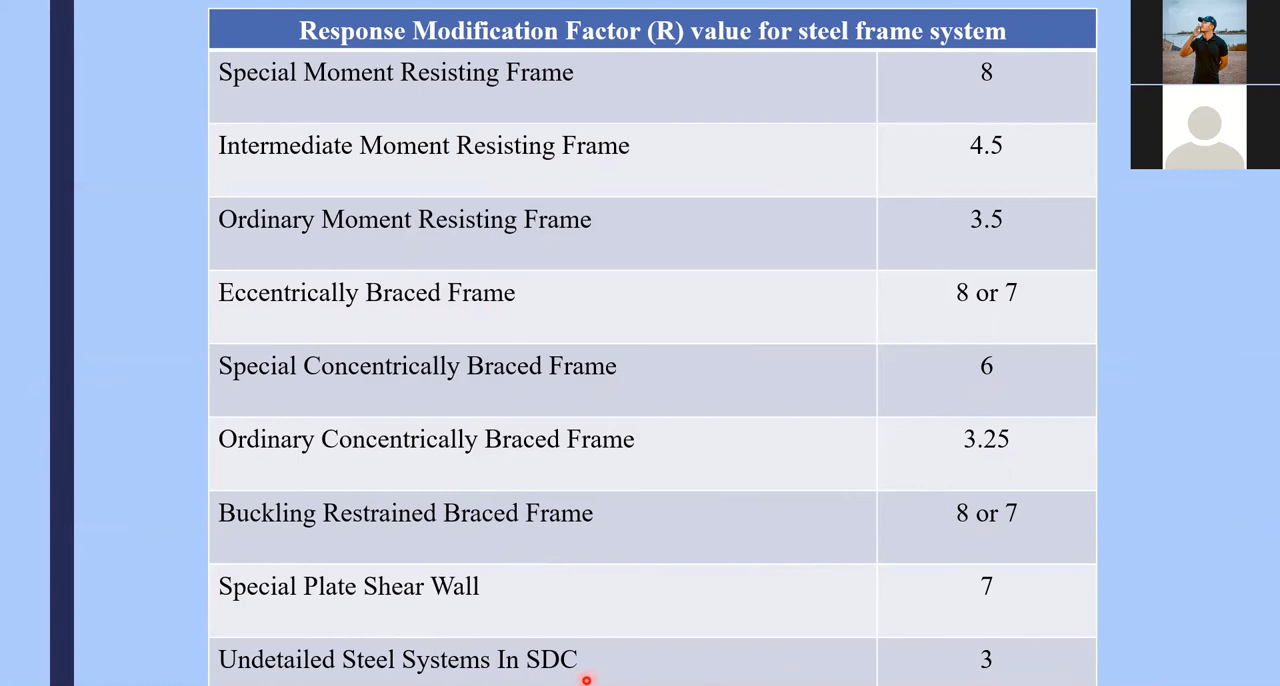 Response Modification Factor (R) value for steel frame system
Special Moment Resisting Frame 8
Intermediate Moment Resisting Frame 4.5
Ordinary Moment Resisting Frame 3.5
Eccentrically Braced Frame 8 or 7
Special Concentrically Braced Frame 6
Ordinary Concentrically Braced Frame 3.25
Buckling Restrained Braced Frame 8 or 7
Special Plate Shear Wall 7
Undetailed Steel Systems In SDC 3